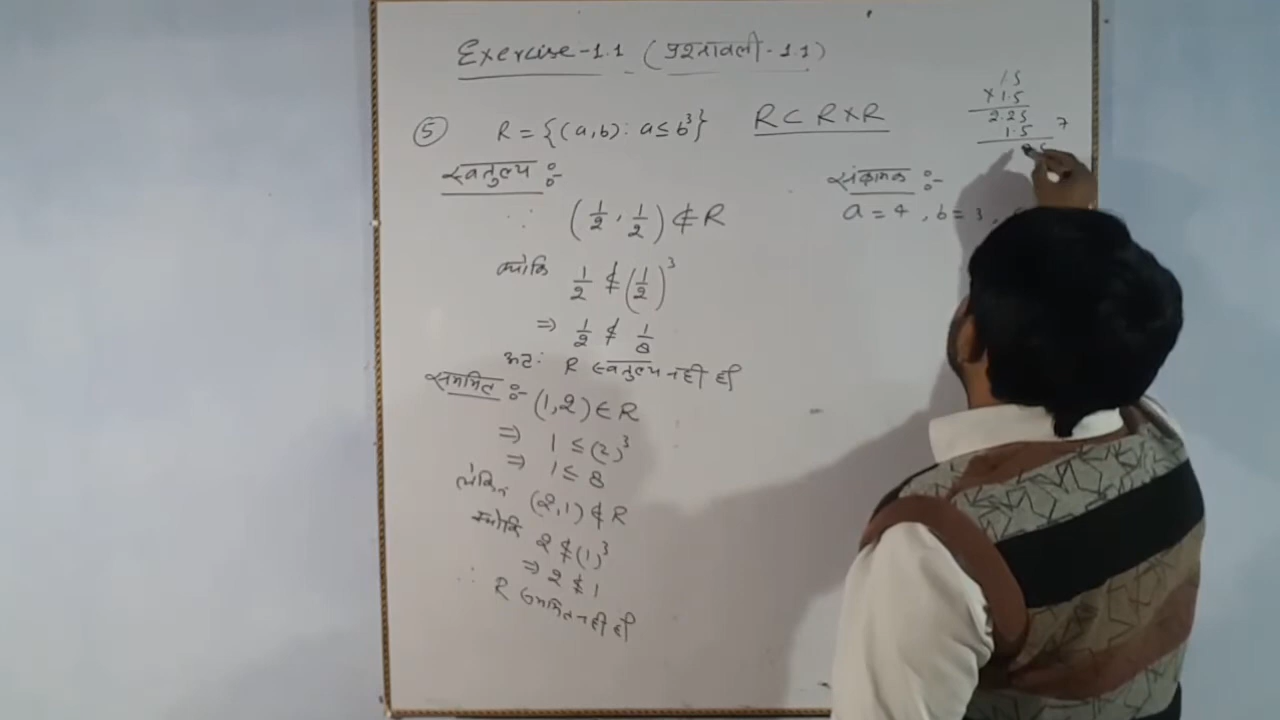 Exercise-1.1 (प्रश्नावली-1.1)
⑤ R = {(a,b) : a ≤ b³} R ⊂ R × R
स्वतुल्य :-
∵ (1/2, 1/2) ∉ R
क्योकि 1/2 ≰ (1/2)³
⇒ 1/2 ≰ 1/8
अतः R स्वतुल्य नही है
सममित :- (1,2) ∈ R
⇒ 1 ≤ (2)³
⇒ 1 ≤ 8
लेकिन (2,1) ∉ R
क्योकि 2 ≰ (1)³
⇒ 2 ≰ 1
∴ R सममित नही है
1.5
× 1.5
2.25
1.5 7
संक्रामक :-
a = 4, b = 3,